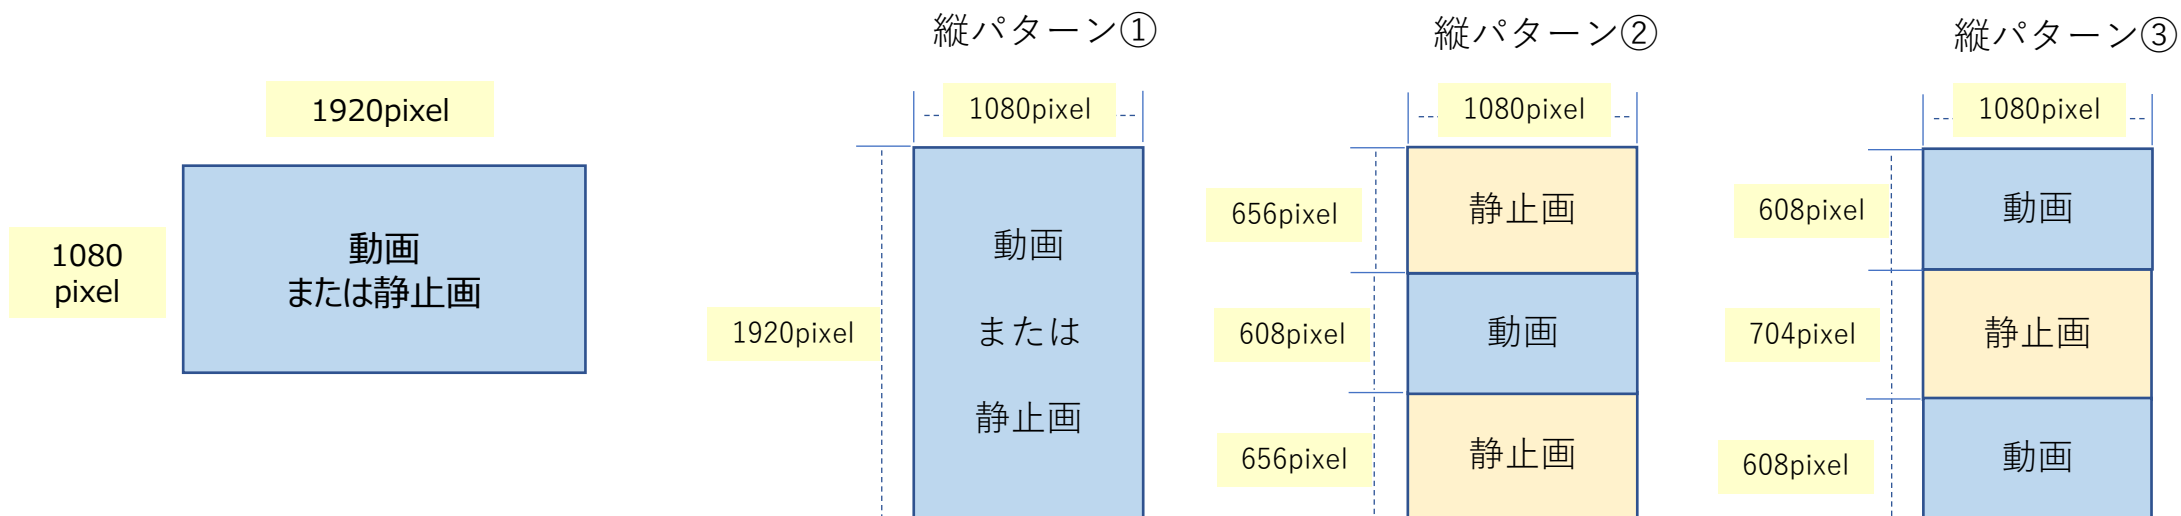 縦パターン①
縦パターン②
縦パターン③
1920pixel
1080
pixel
動画
または静止画
1080pixel
1920pixel
動画
または
静止画
1080pixel
656pixel
静止画
608pixel
動画
656pixel
静止画
1080pixel
608pixel
動画
704pixel
静止画
608pixel
動画